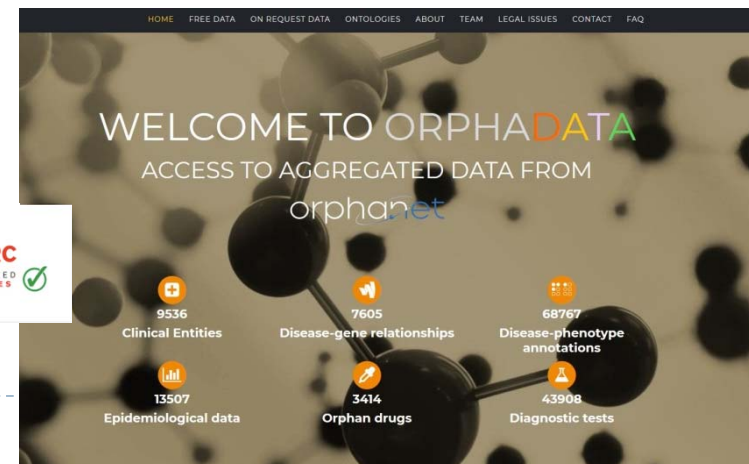 HOME FREE DATA ON REQUEST DATA ONTOLOGIES ABOUT TEAM LEGAL ISSUES CONTACT FAQ
WELCOME TO ORPHADATA
ACCESS TO AGGREGATED DATA FROM
orphanet
9536
Clinical Entities
7605
Disease-gene relationships
68767
Disease-phenotype
annotations
13507
Epidemiological data
3414
Orphan drugs
43908
Diagnostic tests